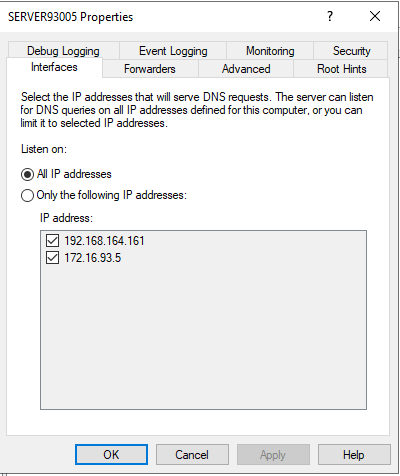 SERVER93005 Properties
Debug Logging
Event Logging
Monitoring
Security
Interfaces
Forwarders
Advanced
Root Hints
Select the IP addresses that will serve DNS requests. The server can listen
for DNS queries on all IP addresses defined for this computer, or you can
limit it to selected IP addresses.
Listen on:
All IP addresses
Only the following IP addresses:
IP address:
192.168.164.161
172.16.93.5
OK
Cancel
Apply
Help